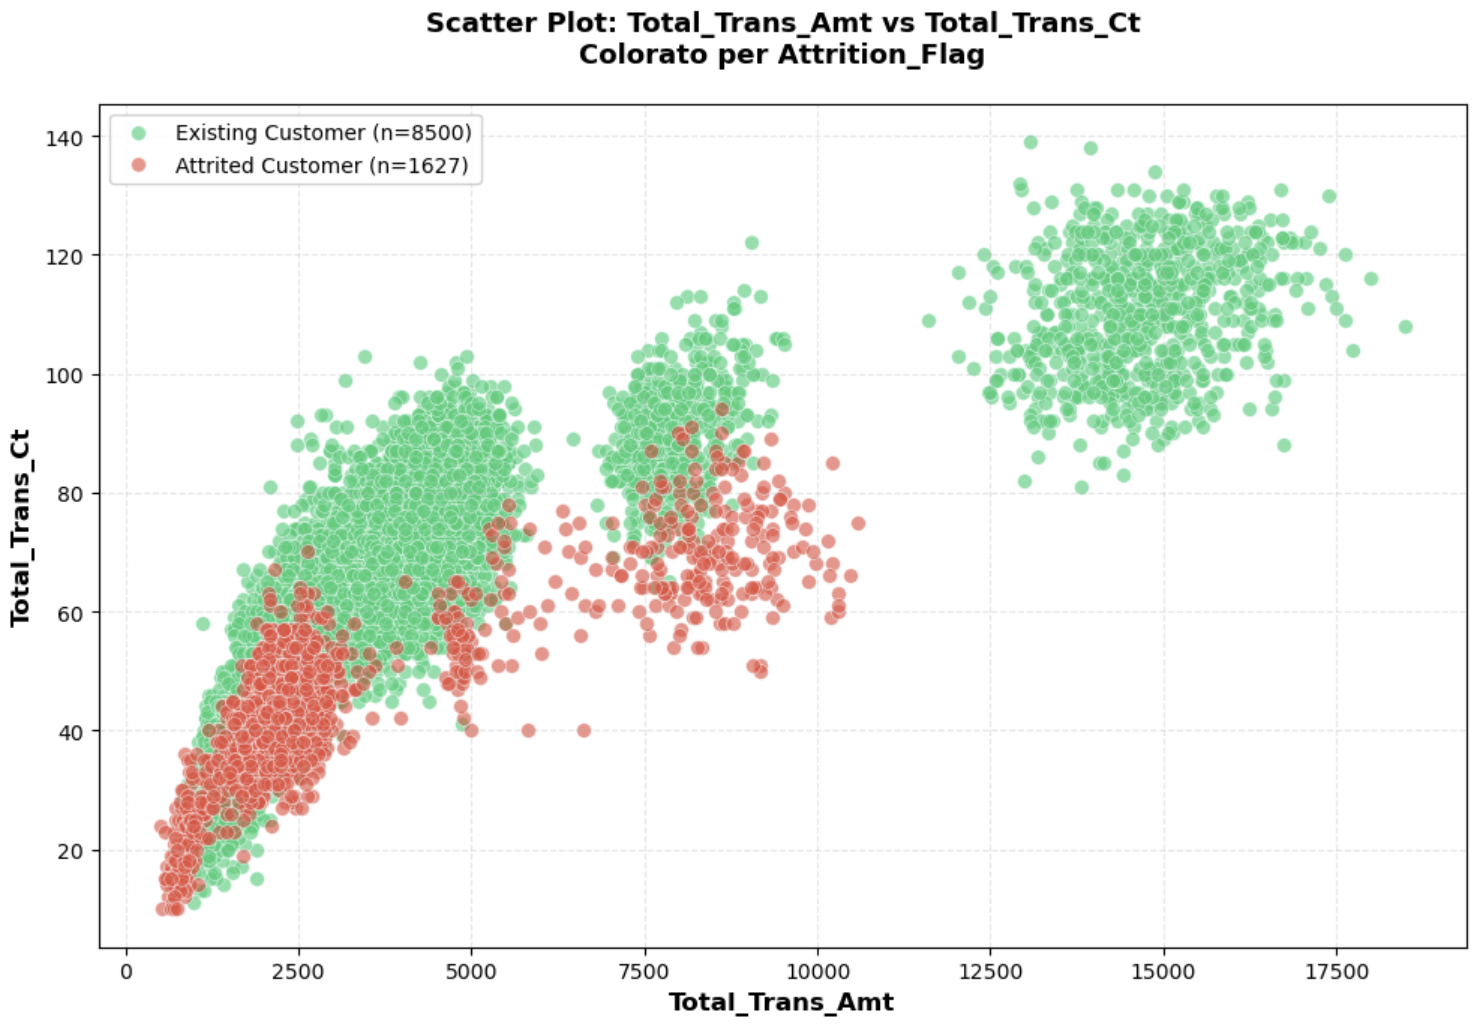 Scatter Plot: Total_Trans_Amt vs Total_Trans_Ct
Colorato per Attrition_Flag
Existing Customer (n=8500)
Attrited Customer (n=1627)
140
120
100
80
60
40
20
Total_Trans_Ct
0 2500 5000 7500 10000 12500 15000 17500
Total_Trans_Amt